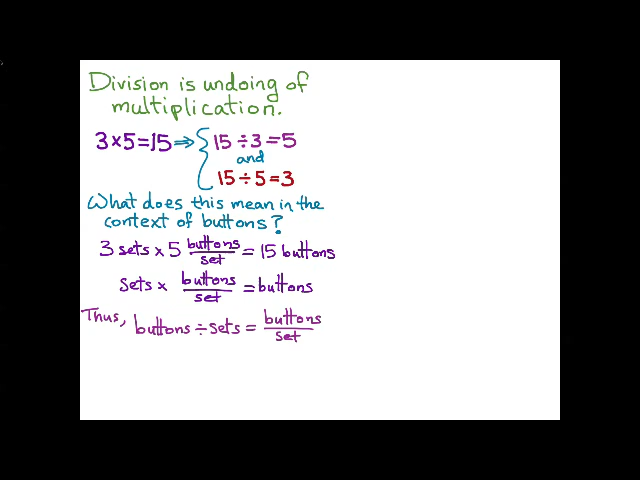 Division is undoing of
multiplication.
3×5=15 ⇒ { 15÷3=5
and
15÷5=3
What does this mean in the
context of buttons?
3 sets × 5 buttons/set = 15 buttons
sets × buttons/set = buttons
Thus, buttons ÷ sets = buttons/set